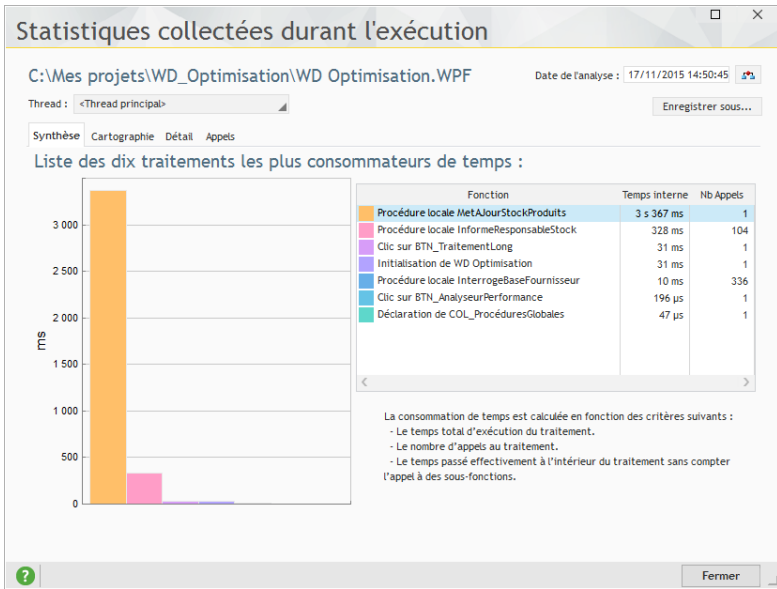 Statistiques collectées durant l'exécution
C:\Mes projets\WD_Optimisation\WD Optimisation.WPF
Date de l'analyse : 17/11/2015 14:50:45
Thread : <Thread principal>
Enregistrer sous...
Synthèse Cartographie Détail Appels
Liste des dix traitements les plus consommateurs de temps :
ms
3 000
2 500
2 000
1 500
1 000
500
0
Fonction Temps interne Nb Appels
Procédure locale MetAJourStockProduits 3 s 367 ms 1
Procédure locale InformeResponsableStock 328 ms 104
Clic sur BTN_TraitementLong 31 ms 1
Initialisation de WD Optimisation 31 ms 1
Procédure locale InterrogeBaseFournisseur 10 ms 336
Clic sur BTN_AnalyseurPerformance 196 µs 1
Déclaration de COL_ProcéduresGlobales 47 µs 1
La consommation de temps est calculée en fonction des critères suivants :
- Le temps total d'exécution du traitement.
- Le nombre d'appels au traitement.
- Le temps passé effectivement à l'intérieur du traitement sans compter
l'appel à des sous-fonctions.
?
Fermer